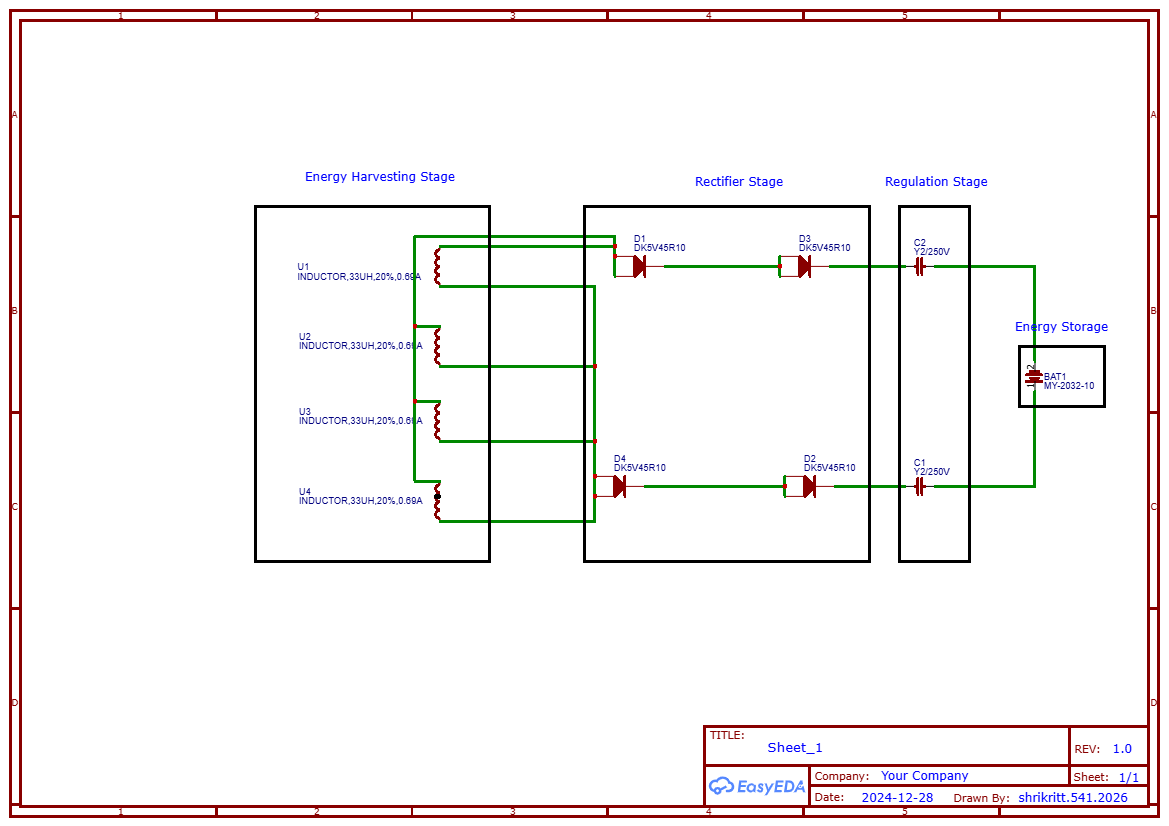 1 2 3 4 5
A A
B B
C C
D D
Energy Harvesting Stage
Rectifier Stage
Regulation Stage
U1
INDUCTOR,33UH,20%,0.69A
U2
INDUCTOR,33UH,20%,0.69A
U3
INDUCTOR,33UH,20%,0.69A
U4
INDUCTOR,33UH,20%,0.69A
D1
DK5V45R10
D3
DK5V45R10
D4
DK5V45R10
D2
DK5V45R10
C2
Y2/250V
C1
Y2/250V
Energy Storage
2
1
BAT1
MY-2032-10
TITLE:
Sheet_1
REV: 1.0
EasyEDA
Company: Your Company
Sheet: 1/1
Date: 2024-12-28
Drawn By: shrikritt.541.2026
1 2 3 4 5